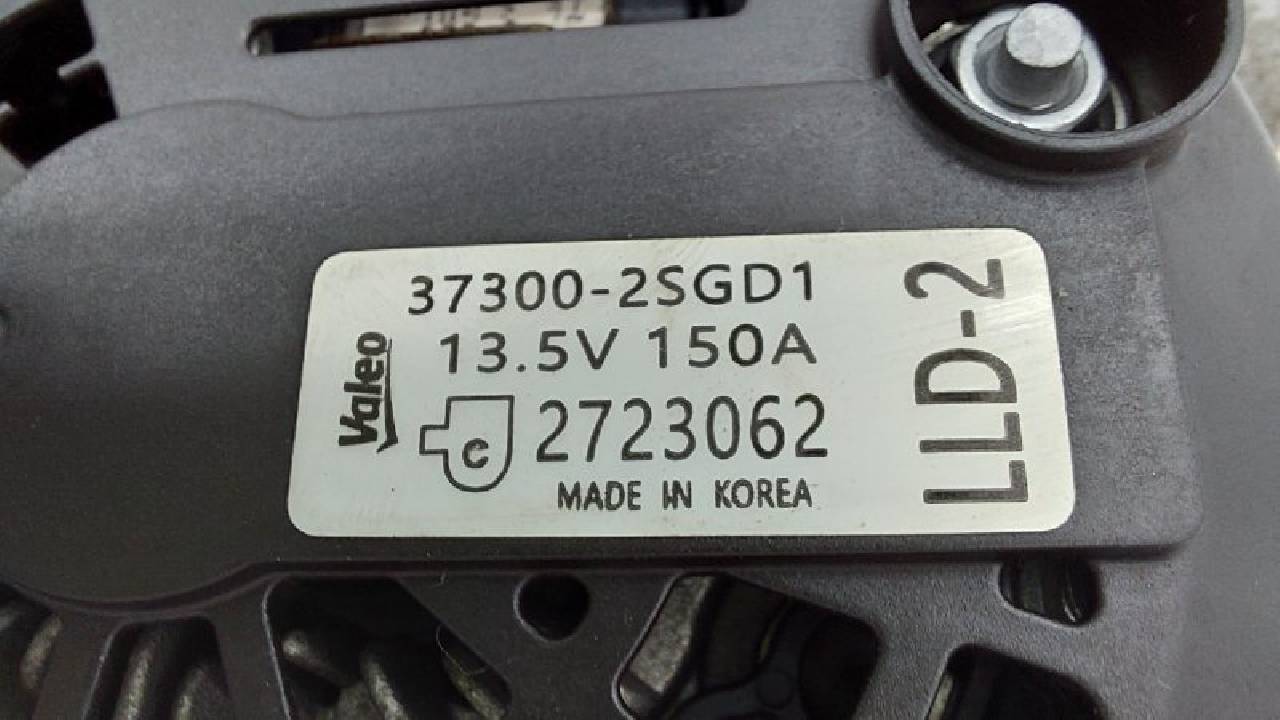 Valeo
37300-2SGD1
13.5V 150A
C 2723062
MADE IN KOREA
LLD-2